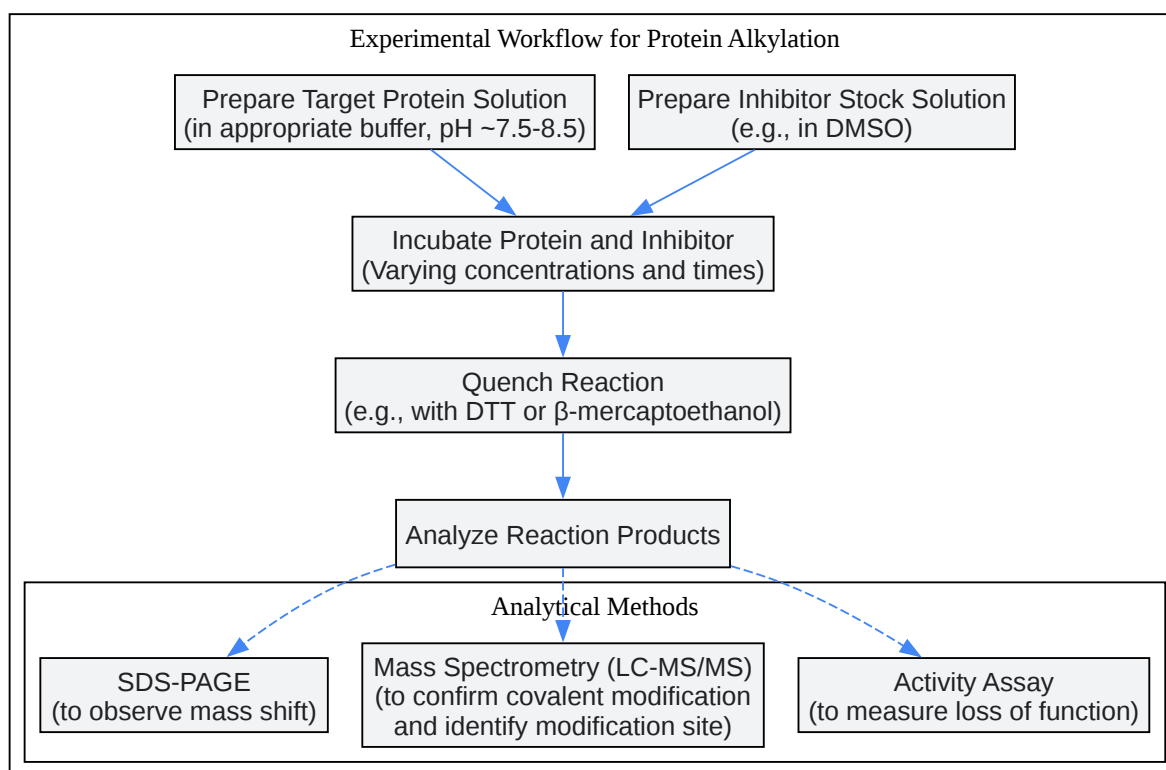 Experimental Workflow for Protein Alkylation
Prepare Target Protein Solution
(in appropriate buffer, pH ~7.5-8.5)
Prepare Inhibitor Stock Solution
(e.g., in DMSO)
Incubate Protein and Inhibitor
(Varying concentrations and times)
Quench Reaction
(e.g., with DTT or β-mercaptoethanol)
Analyze Reaction Products
Analytical Methods
SDS-PAGE
(to observe mass shift)
Mass Spectrometry (LC-MS/MS)
(to confirm covalent modification
and identify modification site)
Activity Assay
(to measure loss of function)